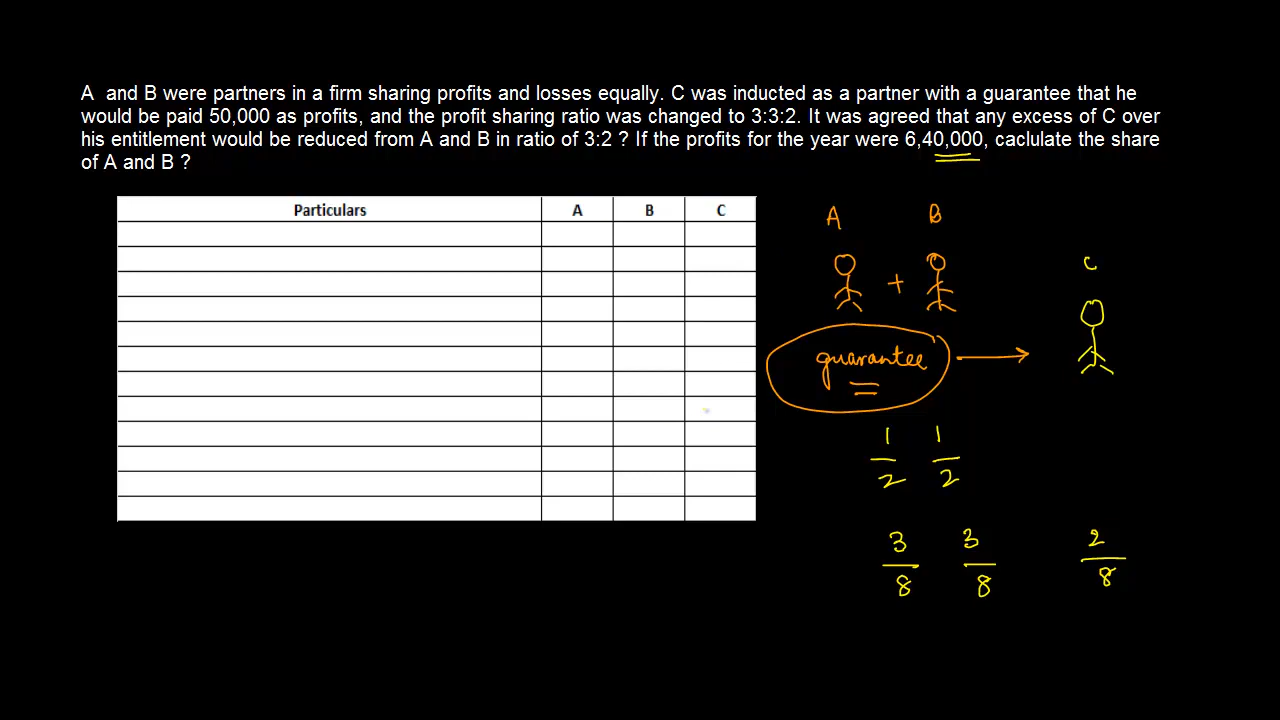 A and B were partners in a firm sharing profits and losses equally. C was inducted as a partner with a guarantee that he
would be paid 50,000 as profits, and the profit sharing ratio was changed to 3:3:2. It was agreed that any excess of C over
his entitlement would be reduced from A and B in ratio of 3:2 ? If the profits for the year were 6,40,000, caclulate the share
of A and B ?
Particulars A B C
A B
C
+
guarantee
1 1
2 2
3 3 2
8 8 8